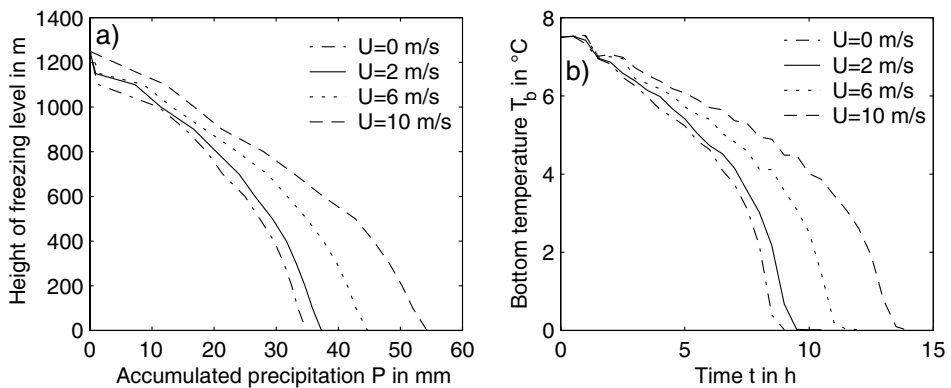 a)
U=0 m/s
U=2 m/s
U=6 m/s
U=10 m/s
Height of freezing level in m
1400
1200
1000
800
600
400
200
0
0 10 20 30 40 50 60
Accumulated precipitation P in mm
b)
U=0 m/s
U=2 m/s
U=6 m/s
U=10 m/s
Bottom temperature T_b in °C
8
6
4
2
0
0 5 10 15
Time t in h